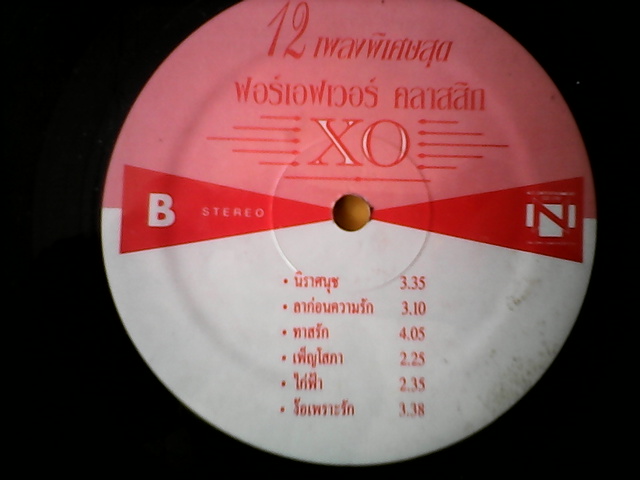 12 เพลงพิเศษสุด
ฟอร์เอฟเวอร์ คลาสสิก
XO
B STEREO
• นิราศนุช 3.35
• ลาก่อนความรัก 3.10
• ทาสรัก 4.05
• เพ็ญโสภา 2.25
• ไก่ฟ้า 2.35
• ง้อเพราะรัก 3.38